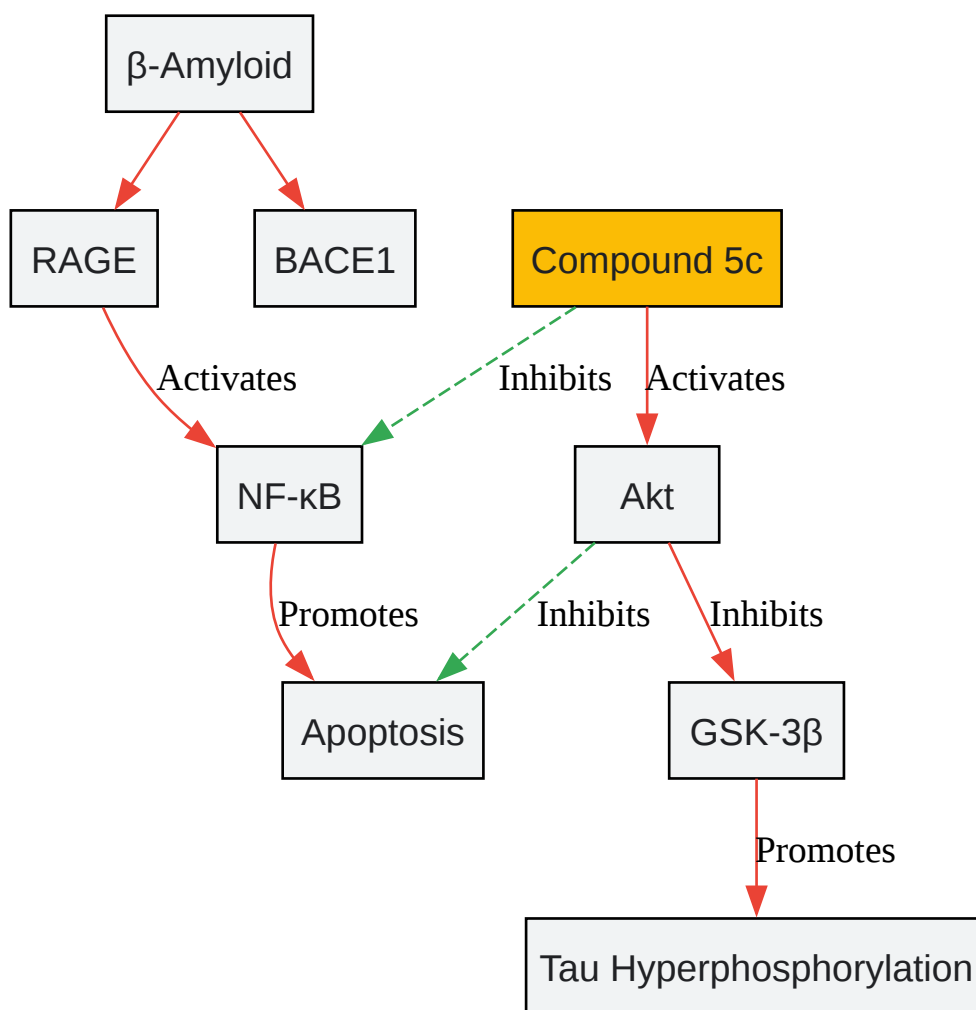 β-Amyloid
RAGE
BACE1
Compound 5c
Activates
Inhibits
Activates
NF-κB
Akt
Promotes
Inhibits
Inhibits
Apoptosis
GSK-3β
Promotes
Tau Hyperphosphorylation